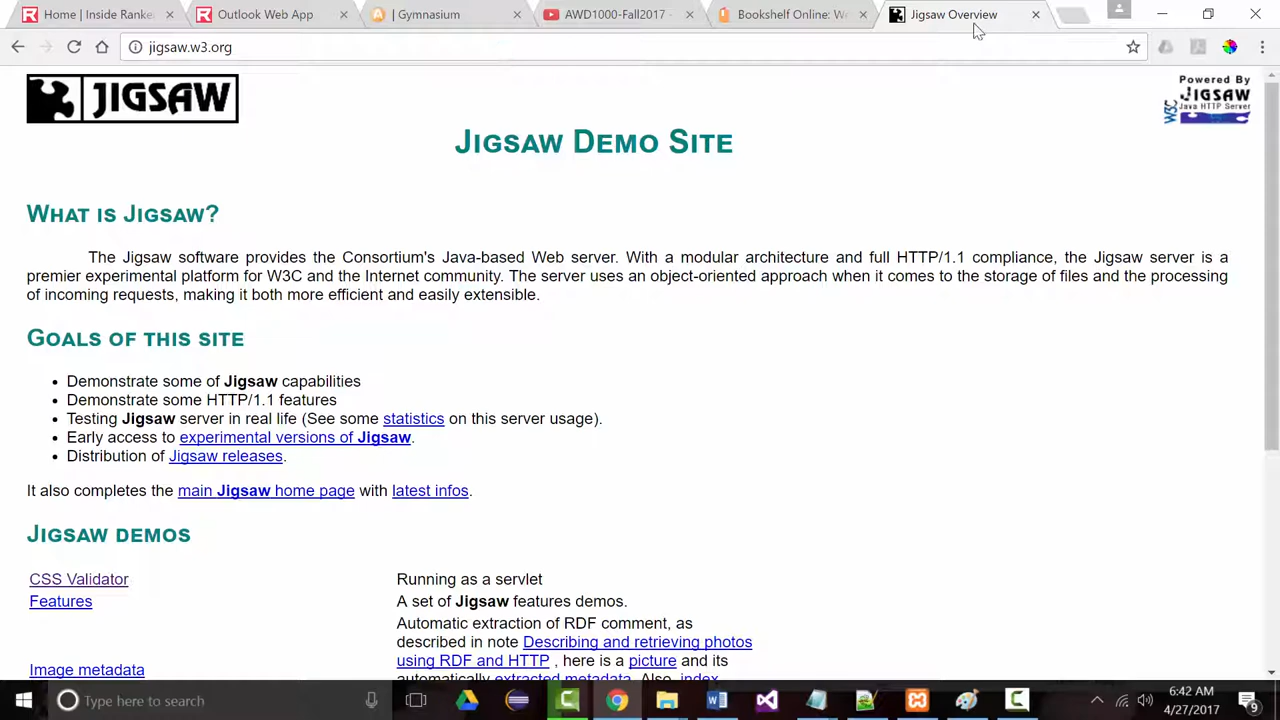 Home | Inside Ranke
Outlook Web App
| Gymnasium
AWD1000-Fall2017 -
Bookshelf Online: W
Jigsaw Overview
jigsaw.w3.org
JIGSAW
Powered By
JIGSAW
Java HTTP Server
W3C
Jigsaw Demo Site
What is Jigsaw?
The Jigsaw software provides the Consortium's Java-based Web server. With a modular architecture and full HTTP/1.1 compliance, the Jigsaw server is a
premier experimental platform for W3C and the Internet community. The server uses an object-oriented approach when it comes to the storage of files and the processing
of incoming requests, making it both more efficient and easily extensible.
Goals of this site
• Demonstrate some of Jigsaw capabilities
• Demonstrate some HTTP/1.1 features
• Testing Jigsaw server in real life (See some statistics on this server usage).
• Early access to experimental versions of Jigsaw.
• Distribution of Jigsaw releases.
It also completes the main Jigsaw home page with latest infos.
Jigsaw demos
CSS Validator Running as a servlet
Features A set of Jigsaw features demos.
Automatic extraction of RDF comment, as
described in note Describing and retrieving photos
using RDF and HTTP , here is a picture and its
Image metadata
automatically extracted metadata. Also, index
Type here to search
6:42 AM
4/27/2017
9